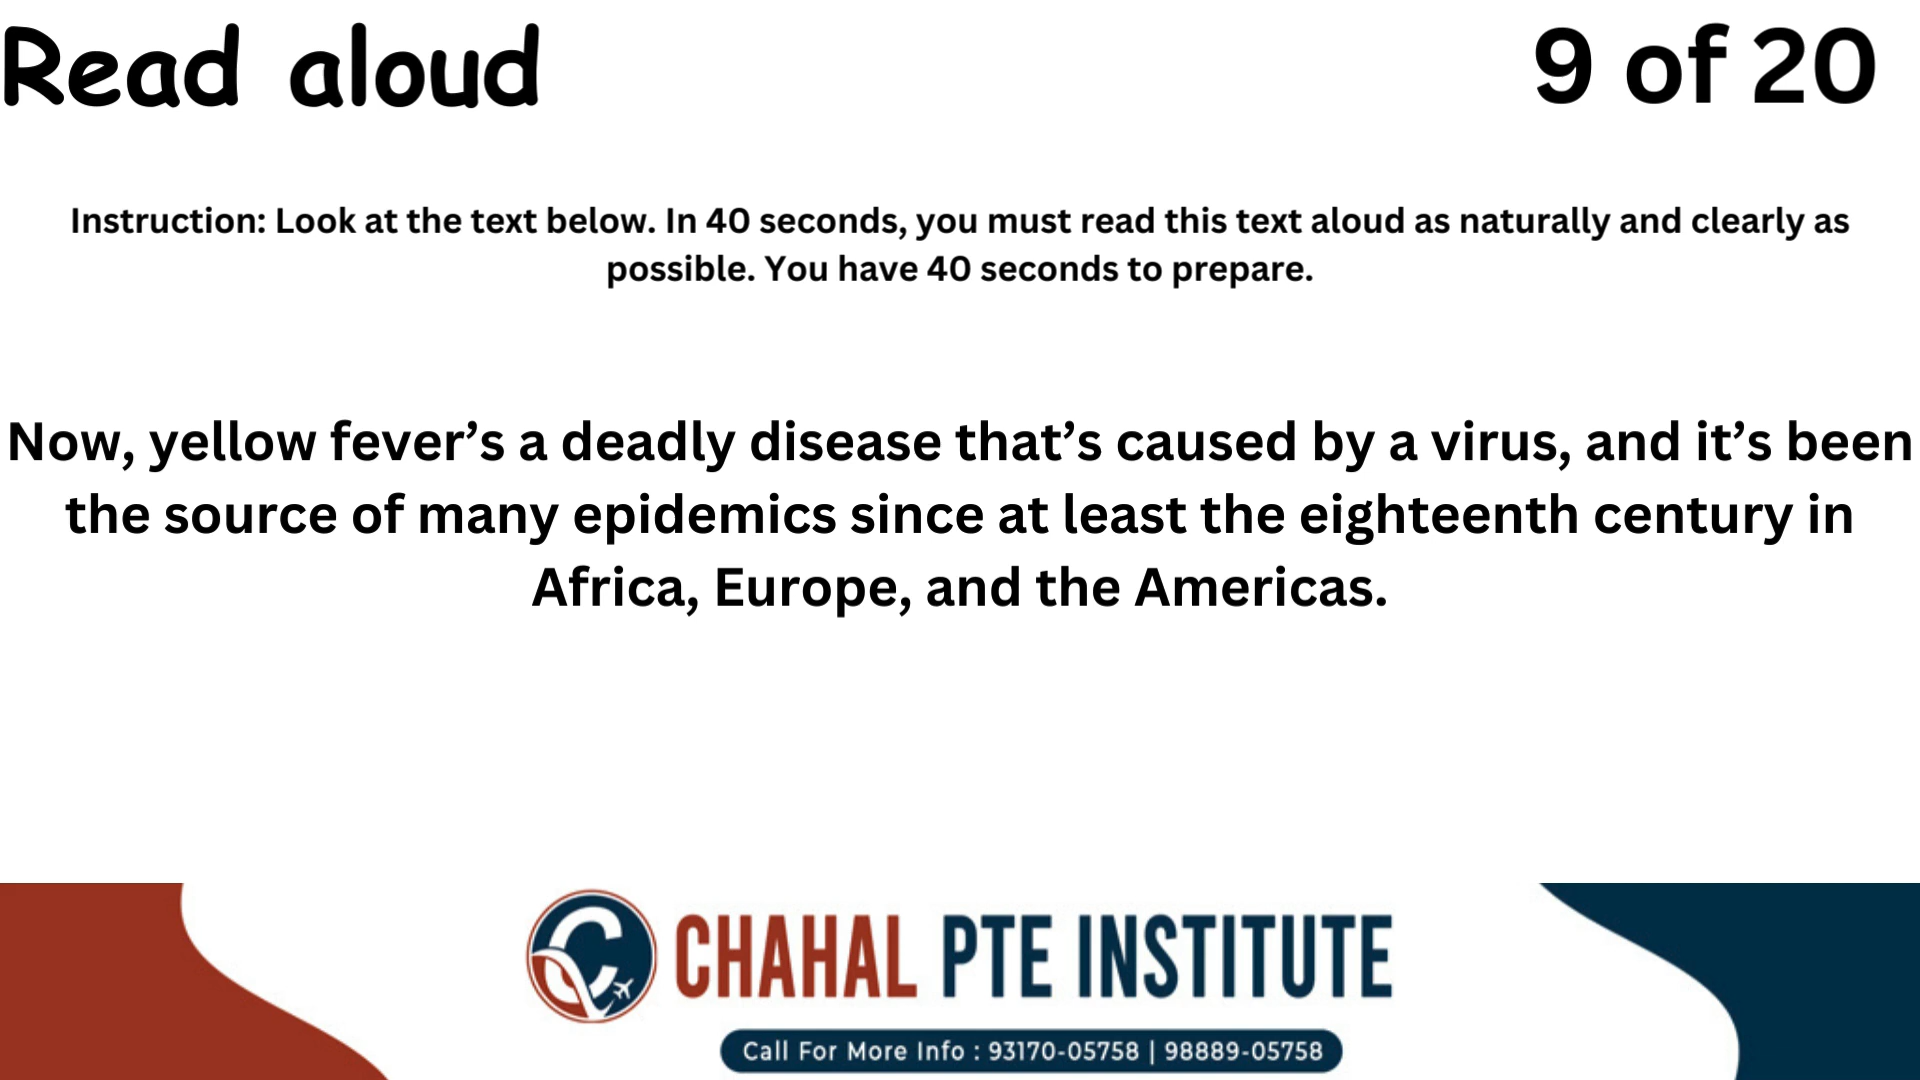 Read aloud
9 of 20
Instruction: Look at the text below. In 40 seconds, you must read this text aloud as naturally and clearly as
possible. You have 40 seconds to prepare.
Now, yellow fever’s a deadly disease that’s caused by a virus, and it’s been
the source of many epidemics since at least the eighteenth century in
Africa, Europe, and the Americas.
CHAHAL PTE INSTITUTE
Call For More Info : 93170-05758 | 98889-05758